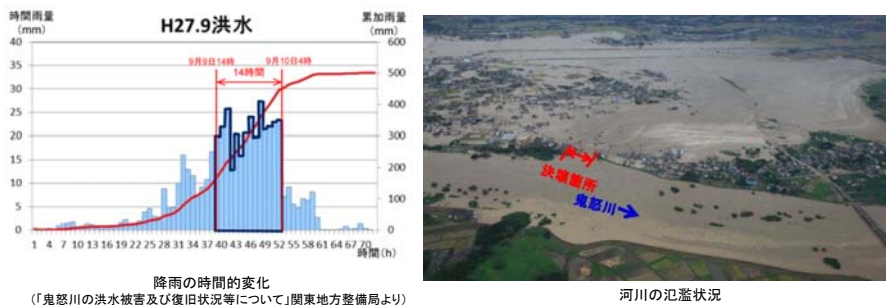 時間雨量
(mm)
H27.9洪水
累加雨量
(mm)
40
35
30
25
20
15
10
5
0
600
500
400
300
200
100
0
9月9日14時
9月10日4時
14時間
1 4 7 10 13 16 19 22 25 28 31 34 37 40 43 46 49 52 55 58 61 64 67 70
時間(h)
降雨の時間的変化
(「鬼怒川の洪水被害及び復旧状況等について」関東地方整備局より)
決壊箇所
鬼怒川
河川の氾濫状況